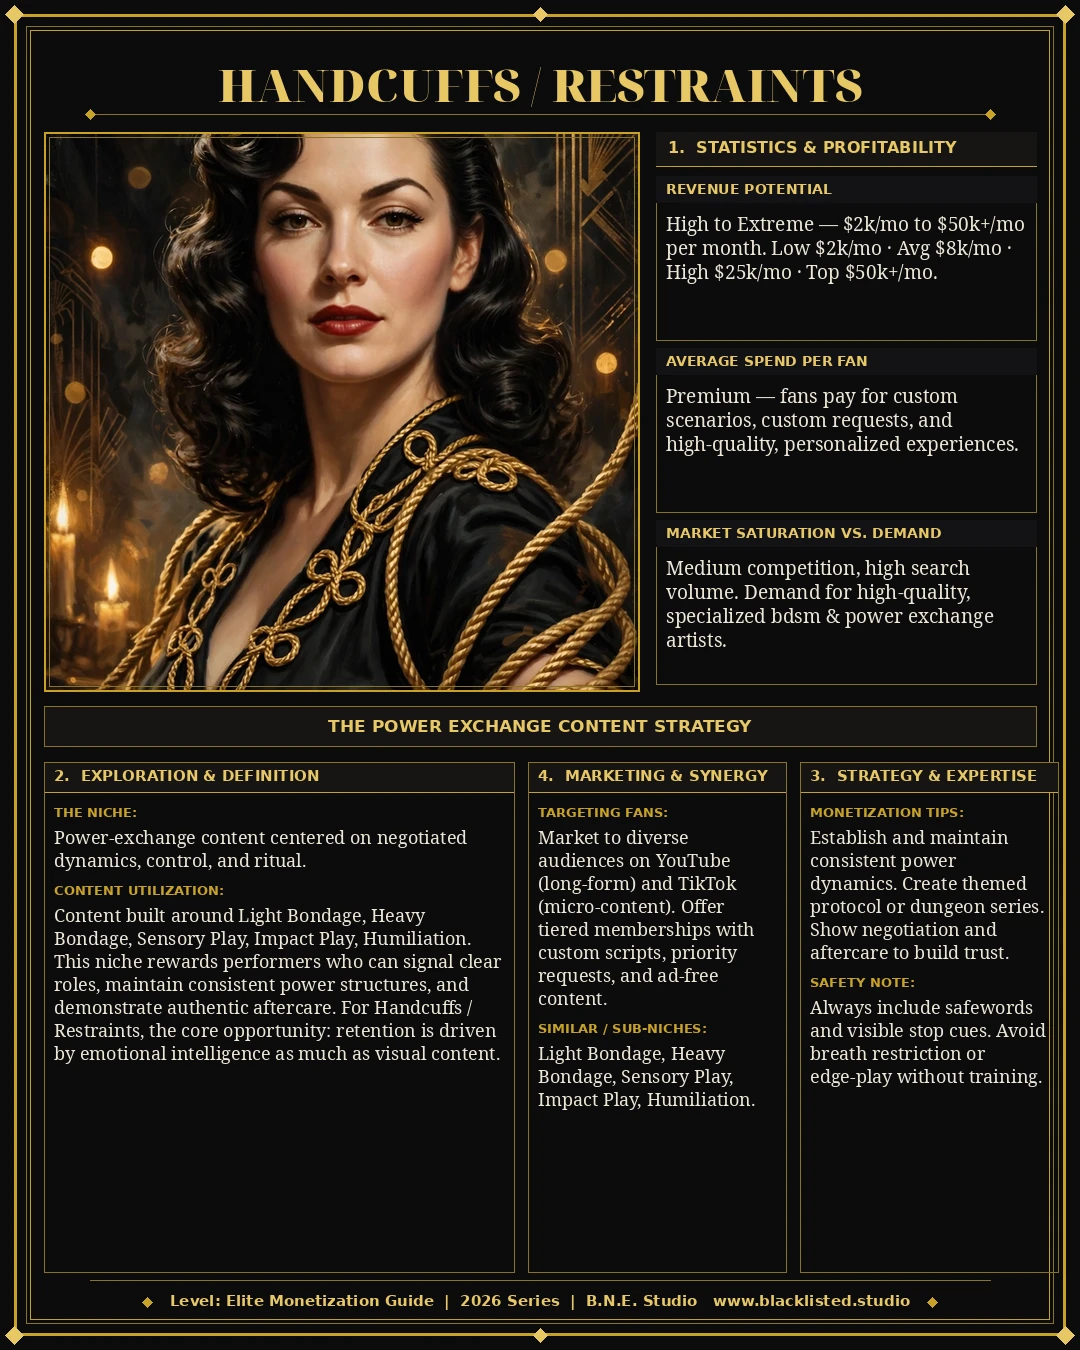 HANDCUFFS / RESTRAINTS
1. STATISTICS & PROFITABILITY
REVENUE POTENTIAL
High to Extreme — $2k/mo to $50k+/mo
per month. Low $2k/mo · Avg $8k/mo ·
High $25k/mo · Top $50k+/mo.
AVERAGE SPEND PER FAN
Premium — fans pay for custom
scenarios, custom requests, and
high-quality, personalized experiences.
MARKET SATURATION VS. DEMAND
Medium competition, high search
volume. Demand for high-quality,
specialized bdsm & power exchange
artists.
THE POWER EXCHANGE CONTENT STRATEGY
2. EXPLORATION & DEFINITION
THE NICHE:
Power-exchange content centered on negotiated
dynamics, control, and ritual.
CONTENT UTILIZATION:
Content built around Light Bondage, Heavy
Bondage, Sensory Play, Impact Play, Humiliation.
This niche rewards performers who can signal clear
roles, maintain consistent power structures, and
demonstrate authentic aftercare. For Handcuffs /
Restraints, the core opportunity: retention is driven
by emotional intelligence as much as visual content.
4. MARKETING & SYNERGY
TARGETING FANS:
Market to diverse
audiences on YouTube
(long-form) and TikTok
(micro-content). Offer
tiered memberships with
custom scripts, priority
requests, and ad-free
content.
SIMILAR / SUB-NICHES:
Light Bondage, Heavy
Bondage, Sensory Play,
Impact Play, Humiliation.
3. STRATEGY & EXPERTISE
MONETIZATION TIPS:
Establish and maintain
consistent power
dynamics. Create themed
protocol or dungeon series.
Show negotiation and
aftercare to build trust.
SAFETY NOTE:
Always include safewords
and visible stop cues. Avoid
breath restriction or
edge-play without training.
Level: Elite Monetization Guide | 2026 Series | B.N.E. Studio www.blacklisted.studio